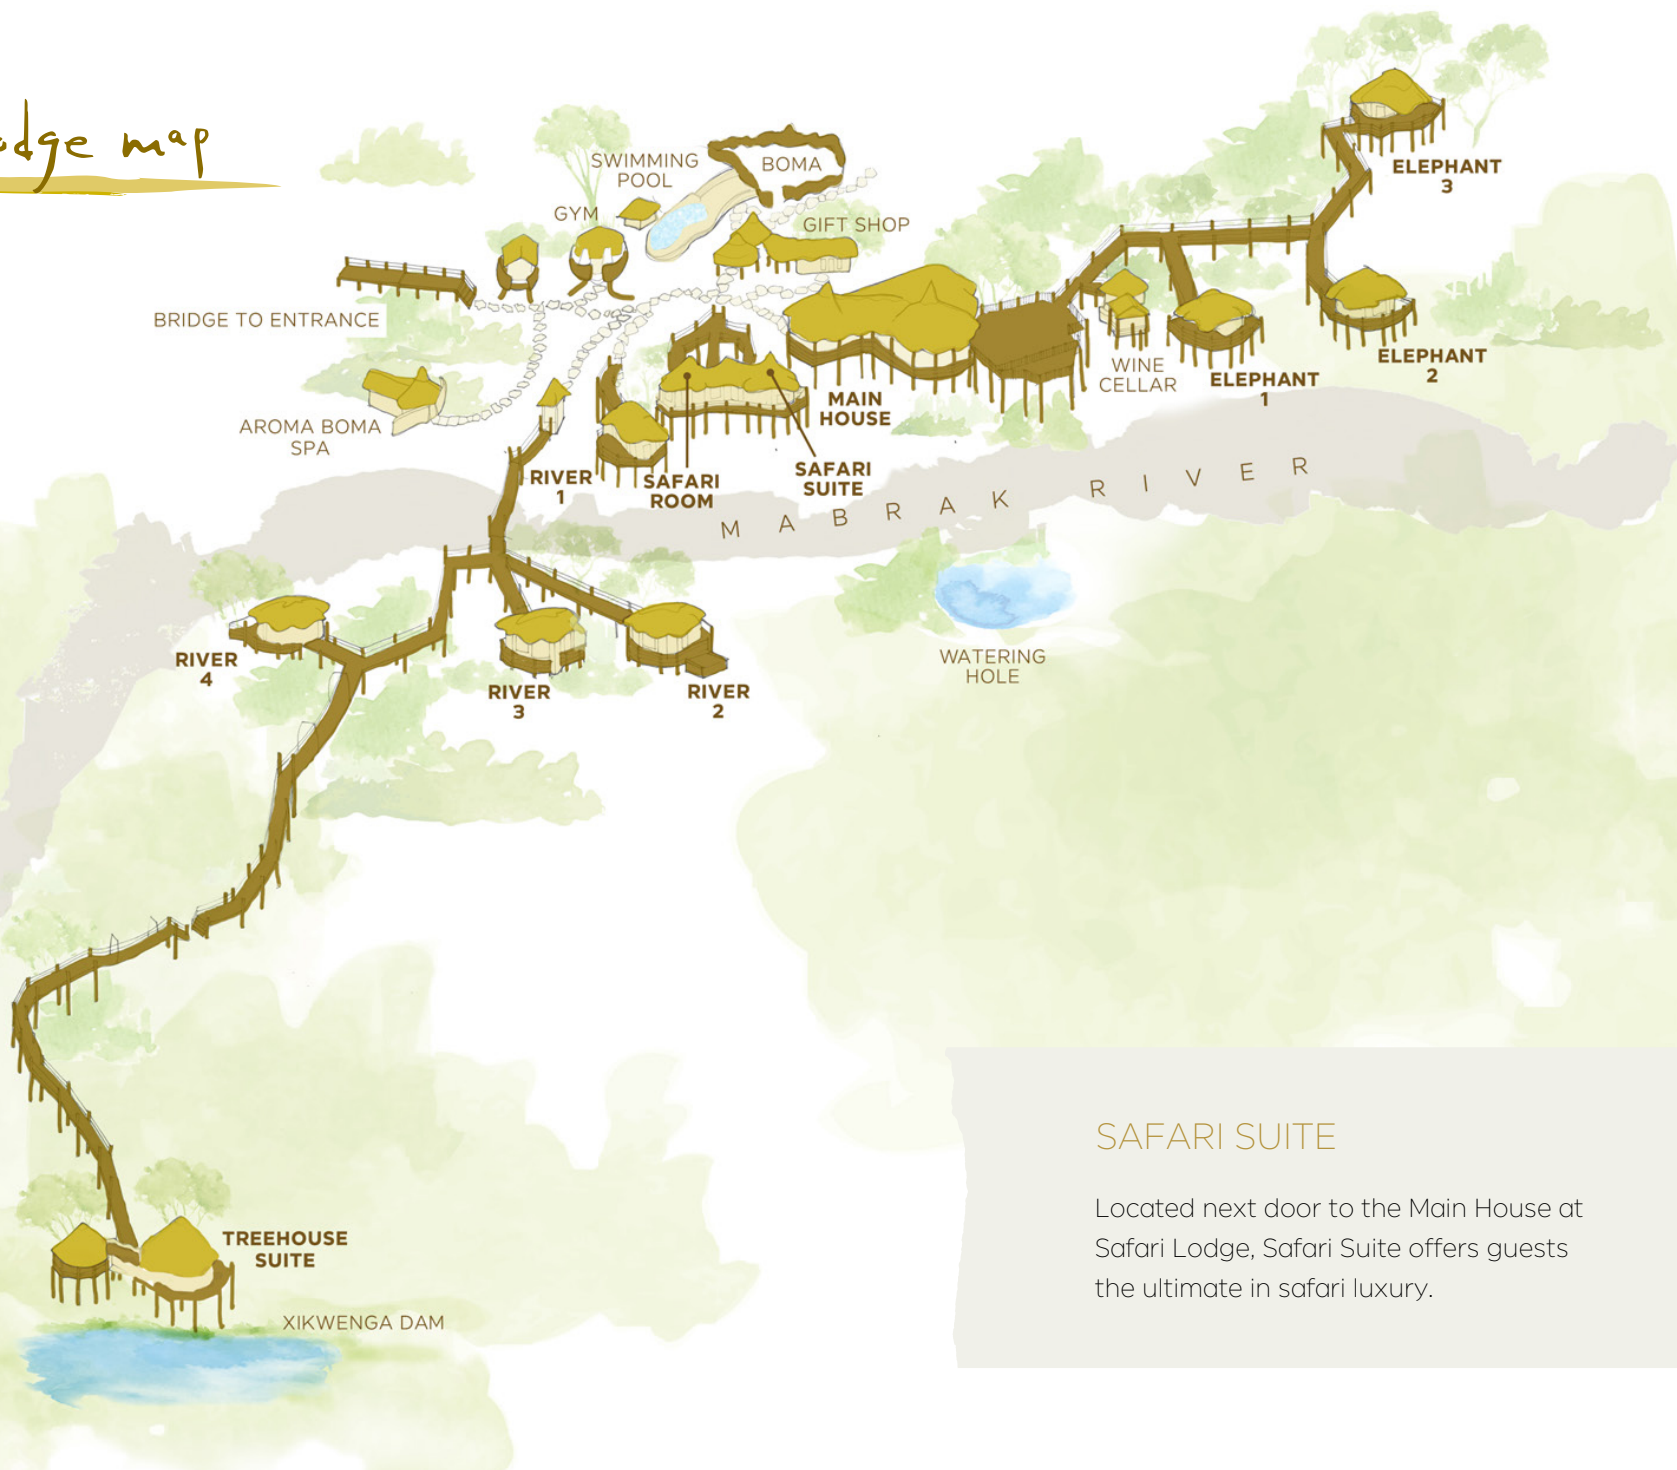 map
SWIMMING
POOL
BOMA
GYM
GIFT SHOP
ELEPHANT
3
BRIDGE TO ENTRANCE
WINE
CELLAR
ELEPHANT
1
ELEPHANT
2
MAIN
HOUSE
AROMA BOMA
SPA
RIVER
1
SAFARI
ROOM
SAFARI
SUITE
MABRAK RIVER
RIVER
4
RIVER
3
RIVER
2
WATERING
HOLE
TREEHOUSE
SUITE
XIKWENGA DAM
SAFARI SUITE
Located next door to the Main House at
Safari Lodge, Safari Suite offers guests
the ultimate in safari luxury.